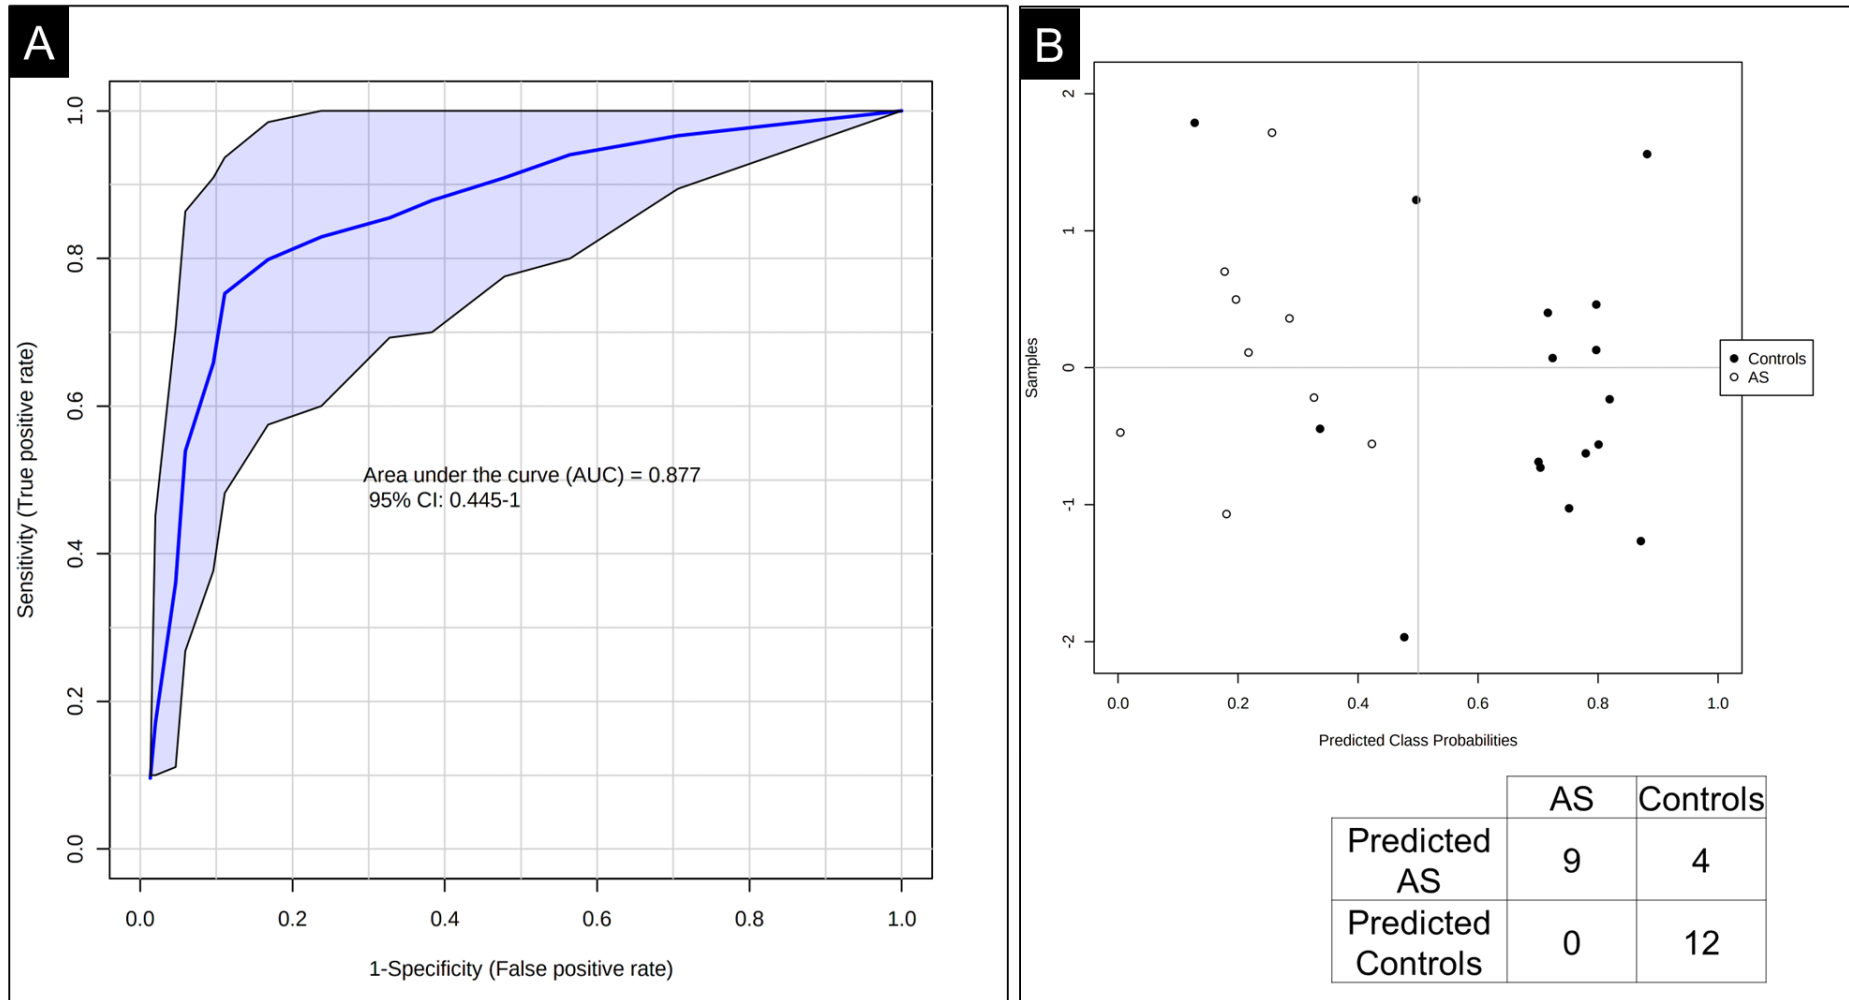 A
1.0
0.8
0.6
0.4
0.2
0.0
Sensitivity (True positive rate)
Area under the curve (AUC) = 0.877
95% CI: 0.445-1
0.0 0.2 0.4 0.6 0.8 1.0
1-Specificity (False positive rate)
B
2
1
0
-1
-2
Samples
Controls
AS
0.0 0.2 0.4 0.6 0.8 1.0
Predicted Class Probabilities
AS Controls
Predicted
AS
9 4
Predicted
Controls
0 12